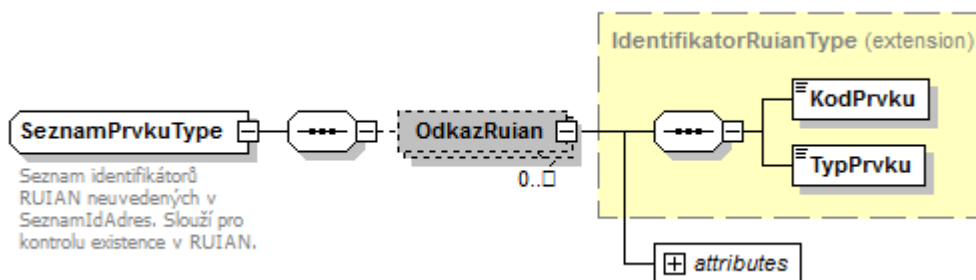 IdentifikatorRuianType (extension)
KodPrvku
SeznamPrvkuType
OdkazRuian
TypPrvku
0..□
Seznam identifikátorů
RUIAN neuvedených v
SeznamIdAdres. Slouží pro
kontrolu existence v RUIAN.
attributes